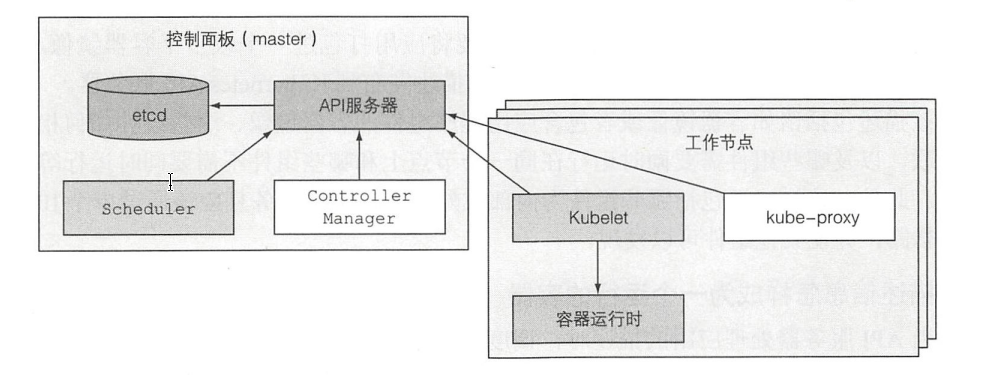 控制面板（master）
etcd
API服务器
Scheduler
Controller
Manager
工作节点
Kubelet
kube-proxy
容器运行时